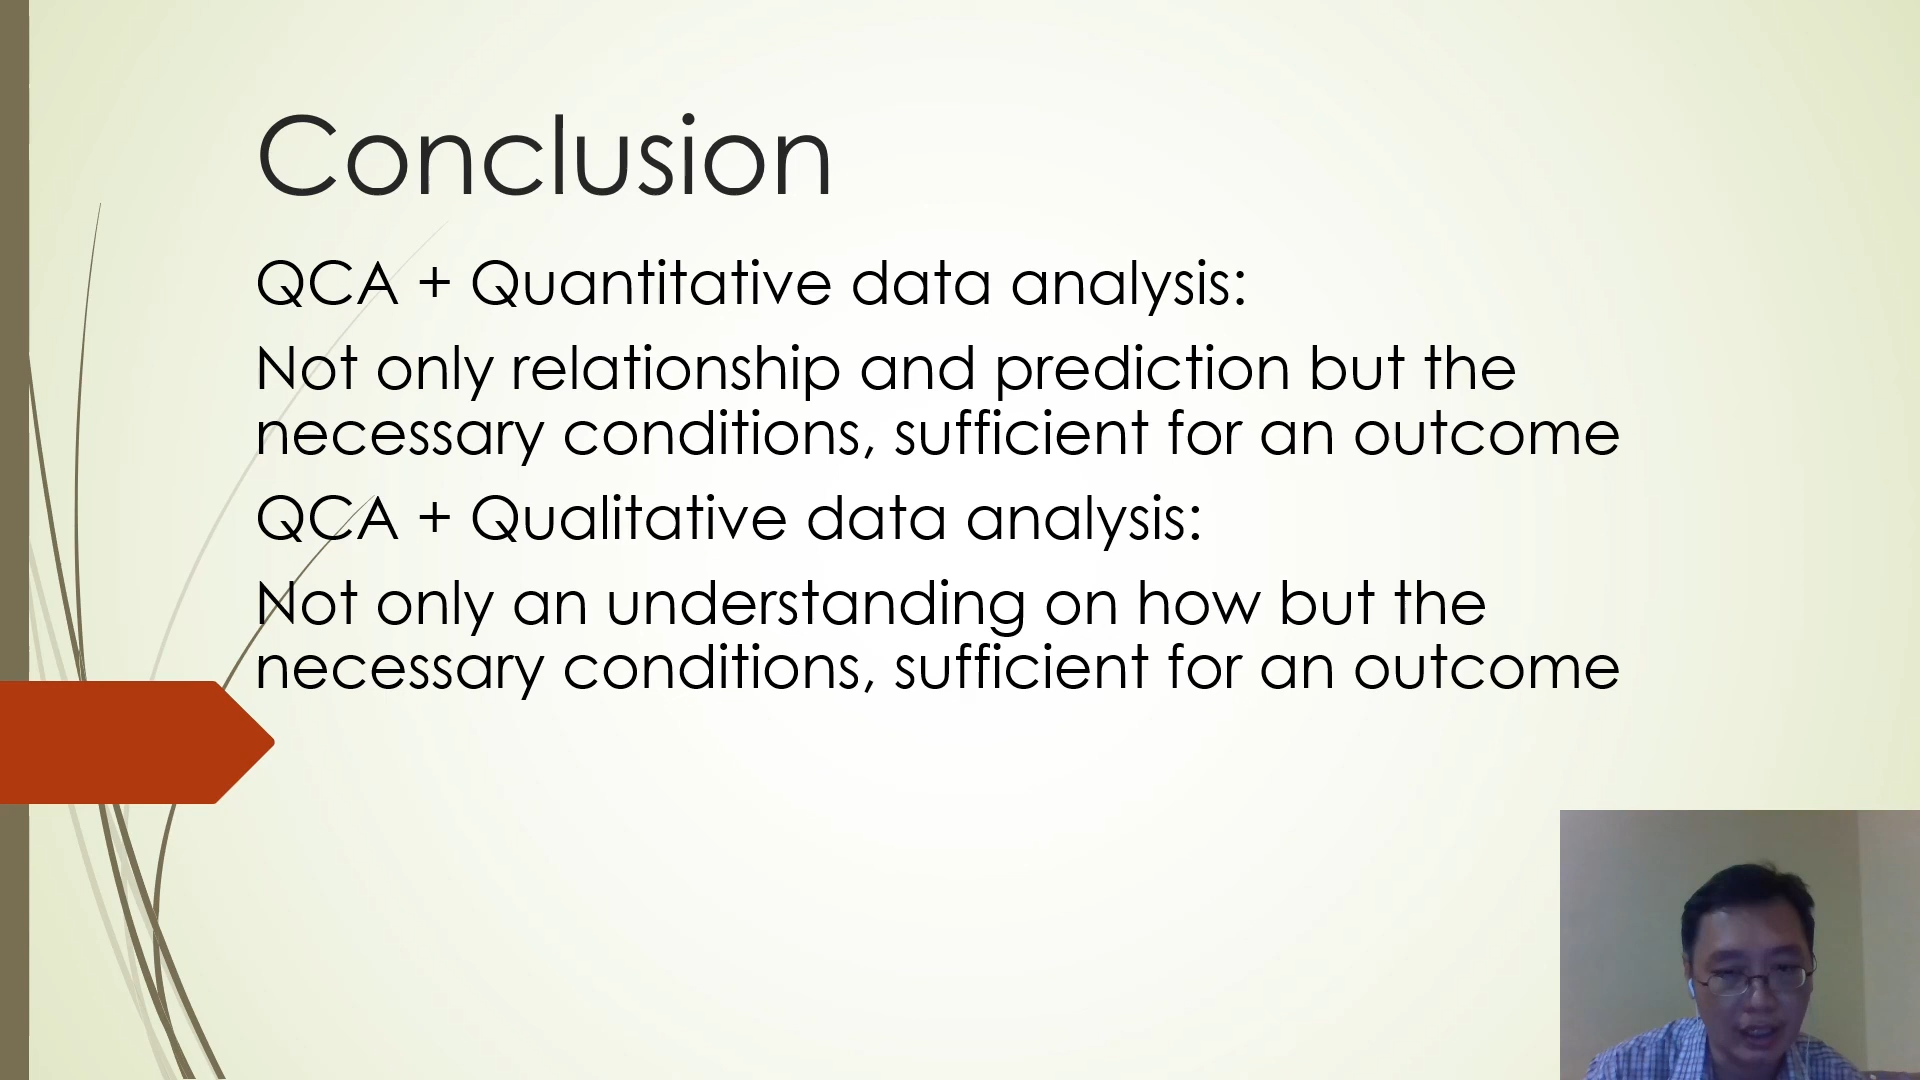 Conclusion
QCA + Quantitative data analysis:
Not only relationship and prediction but the
necessary conditions, sufficient for an outcome
QCA + Qualitative data analysis:
Not only an understanding on how but the
necessary conditions, sufficient for an outcome